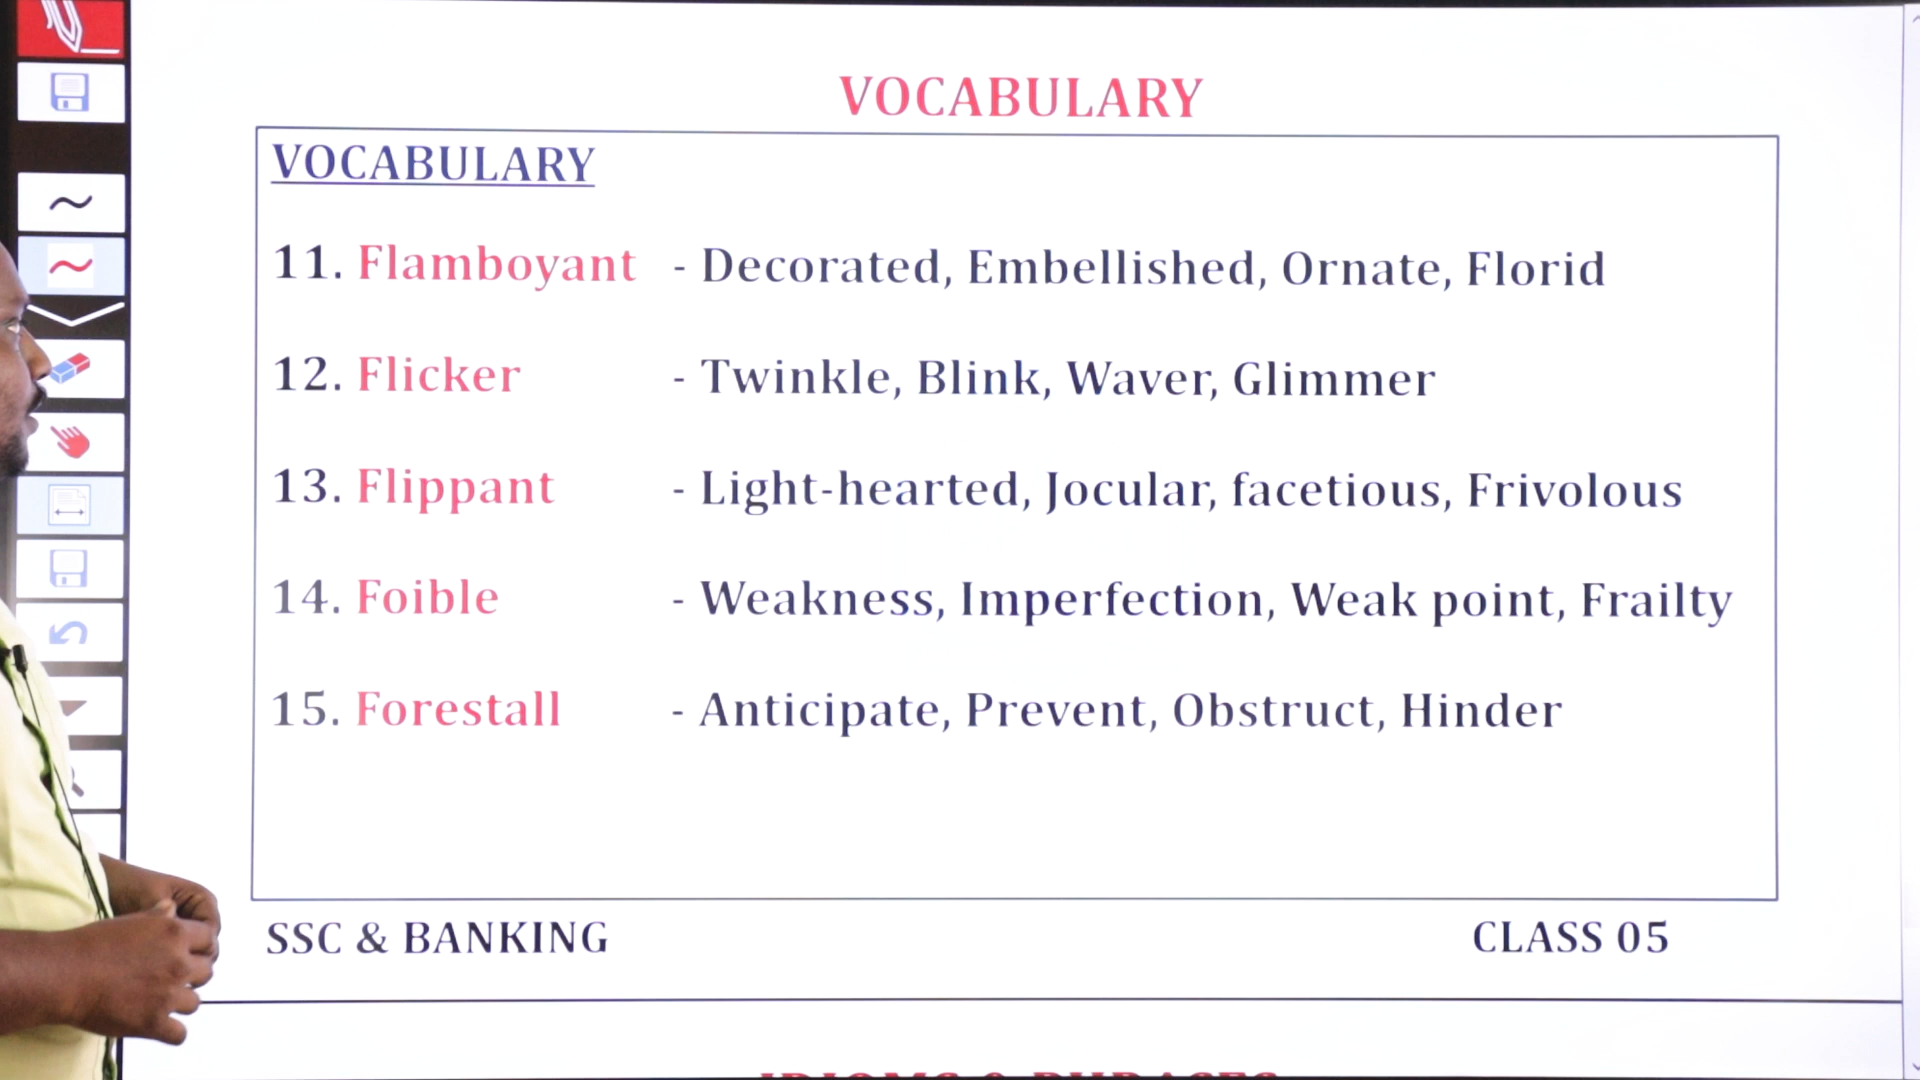 VOCABULARY
VOCABULARY
11. Flamboyant - Decorated, Embellished, Ornate, Florid
12. Flicker - Twinkle, Blink, Waver, Glimmer
13. Flippant - Light-hearted, Jocular, facetious, Frivolous
14. Foible - Weakness, Imperfection, Weak point, Frailty
15. Forestall - Anticipate, Prevent, Obstruct, Hinder
SSC & BANKING CLASS 05
IDIOMS & PHRASES